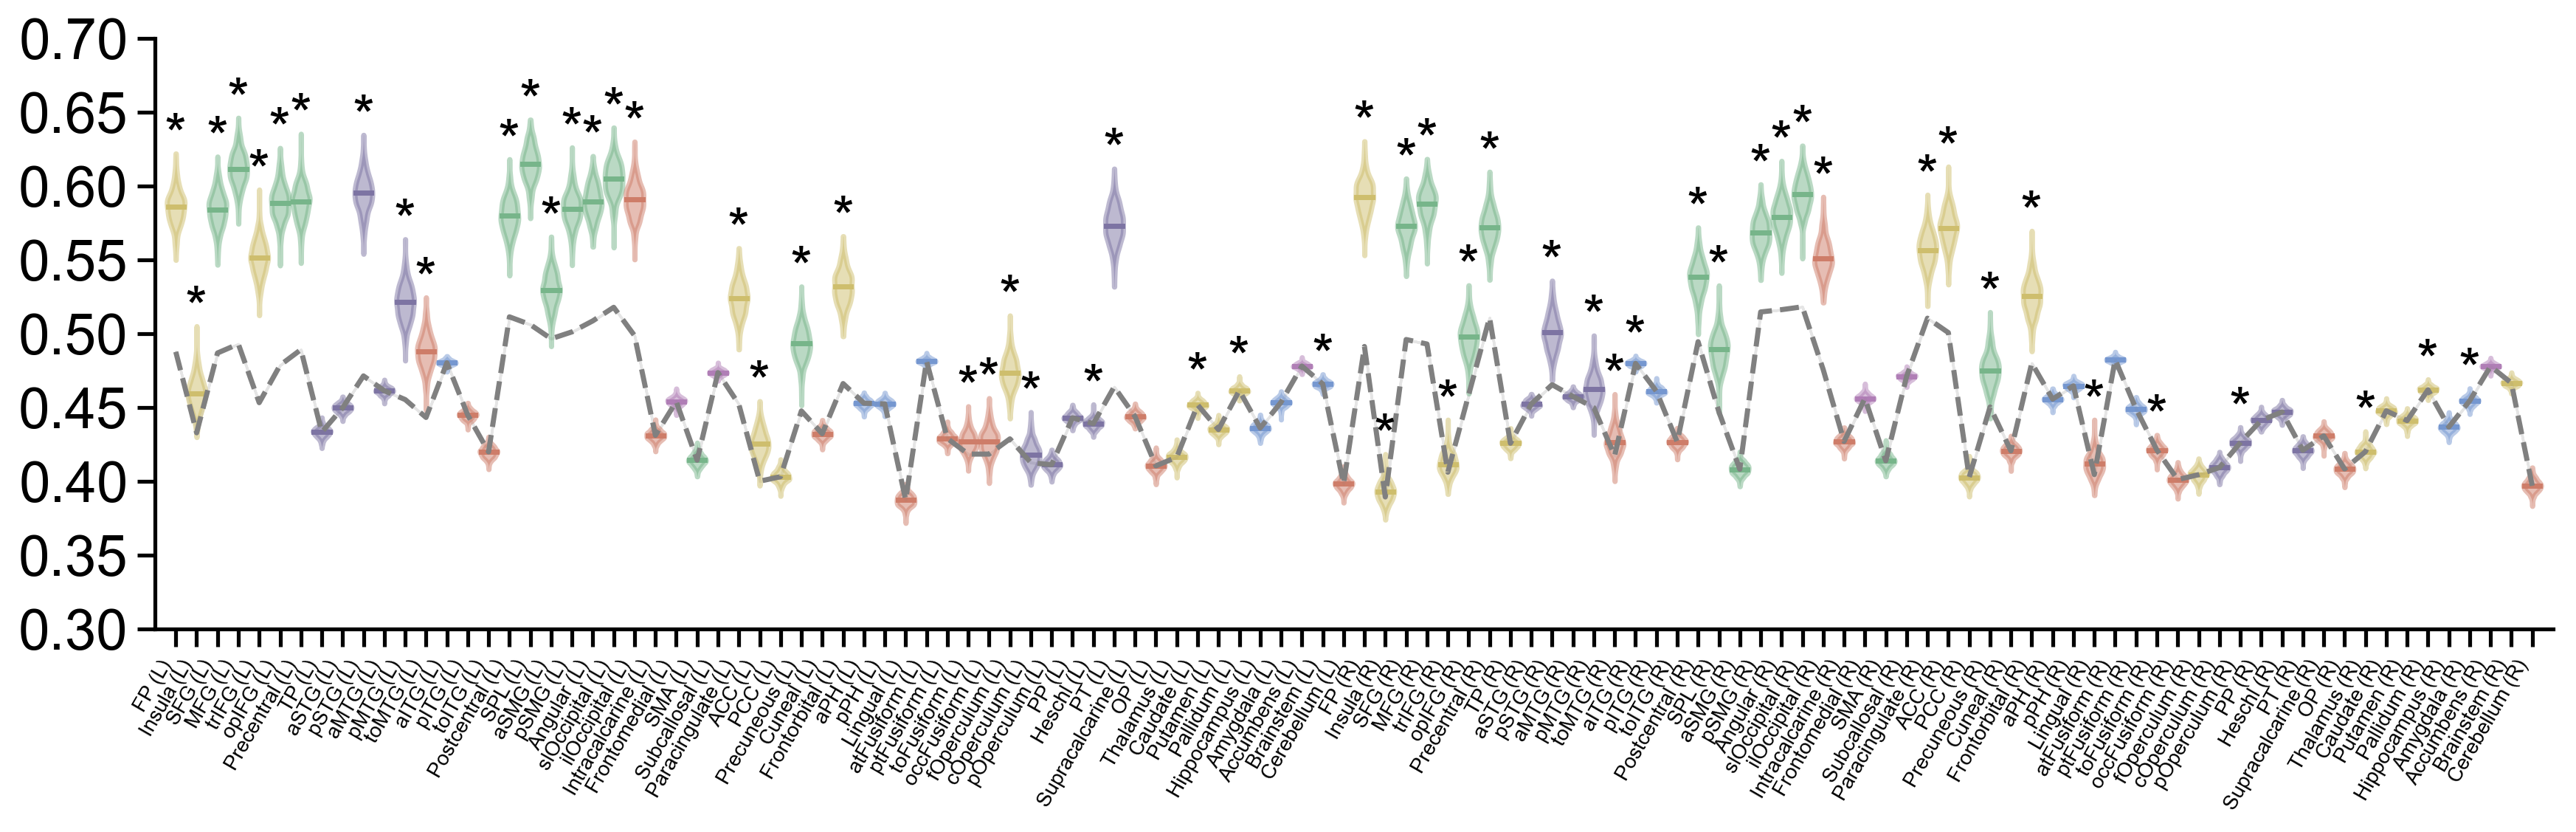 0.70
0.65
0.60
0.55
0.50
0.45
0.40
0.35
0.30
FP (L)
Insula (L)
SFG (L)
MFG (L)
trIFG (L)
opIFG (L)
Precentral (L)
TP (L)
aSTG (L)
pSTG (L)
aMTG (L)
pMTG (L)
toMTG (L)
aITG (L)
pITG (L)
toITG (L)
Postcentral (L)
SPL (L)
aSMG (L)
pSMG (L)
Angular (L)
slOccipital (L)
ilOccipital (L)
Intracalcarine (L)
Frontomedial (L)
SMA (L)
Subcallosal (L)
Paracingulate (L)
ACC (L)
PCC (L)
Precuneous (L)
Cuneal (L)
Frontorbital (L)
aPH (L)
pPH (L)
Lingual (L)
atFusiform (L)
ptFusiform (L)
toFusiform (L)
occFusiform (L)
fOperculum (L)
cOperculum (L)
pOperculum (L)
PP (L)
Heschl (L)
PT (L)
Supracalcarine (L)
OP (L)
Thalamus (L)
Caudate (L)
Putamen (L)
Pallidum (L)
Hippocampus (L)
Amygdala (L)
Accumbens (L)
Brainstem (L)
Cerebellum (L)
FP (R)
Insula (R)
SFG (R)
MFG (R)
trIFG (R)
opIFG (R)
Precentral (R)
TP (R)
aSTG (R)
pSTG (R)
aMTG (R)
pMTG (R)
toMTG (R)
aITG (R)
pITG (R)
toITG (R)
Postcentral (R)
SPL (R)
aSMG (R)
pSMG (R)
Angular (R)
slOccipital (R)
ilOccipital (R)
Intracalcarine (R)
Frontomedial (R)
SMA (R)
Subcallosal (R)
Paracingulate (R)
ACC (R)
PCC (R)
Precuneous (R)
Cuneal (R)
Frontorbital (R)
aPH (R)
pPH (R)
Lingual (R)
atFusiform (R)
ptFusiform (R)
toFusiform (R)
occFusiform (R)
fOperculum (R)
cOperculum (R)
pOperculum (R)
PP (R)
Heschl (R)
PT (R)
Supracalcarine (R)
OP (R)
Thalamus (R)
Caudate (R)
Putamen (R)
Pallidum (R)
Hippocampus (R)
Amygdala (R)
Accumbens (R)
Brainstem (R)
Cerebellum (R)